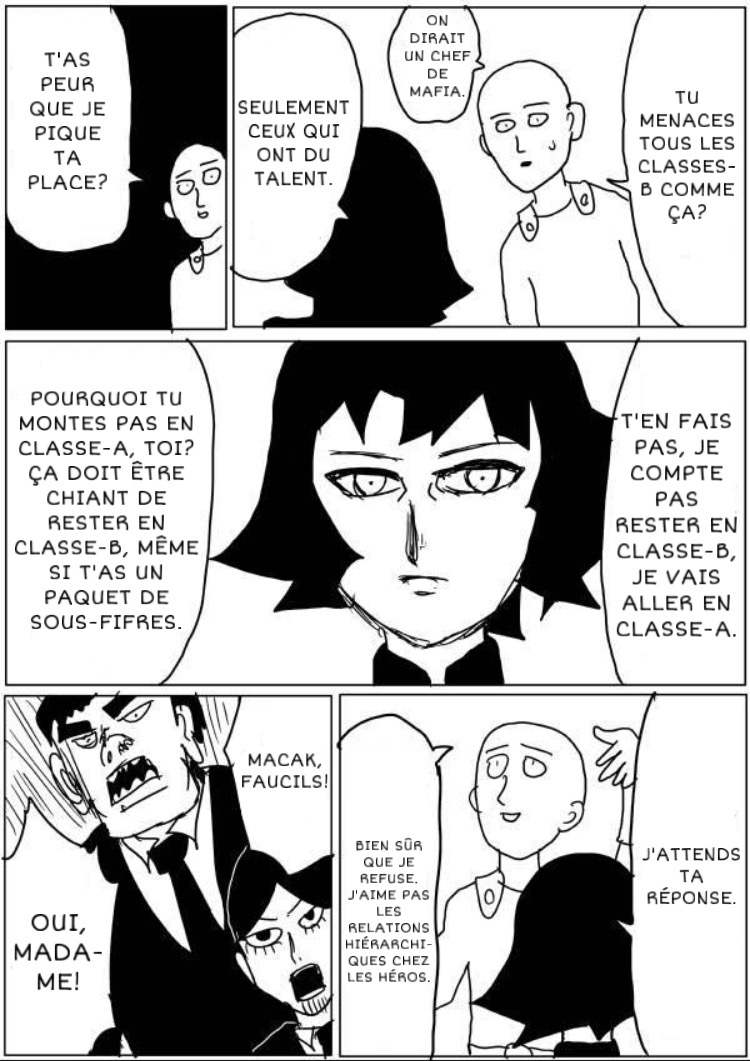 TU
MENACES
TOUS LES
CLASSES-
B COMME
ÇA?
ON
DIRAIT
UN CHEF
DE
MAFIA.
SEULEMENT
CEUX QUI
ONT DU
TALENT.
T'AS
PEUR
QUE JE
PIQUE
TA
PLACE?
T'EN FAIS
PAS, JE
COMPTE
PAS
RESTER EN
CLASSE-B,
JE VAIS
ALLER EN
CLASSE-A.
POURQUOI TU
MONTES PAS EN
CLASSE-A, TOI?
ÇA DOIT ÊTRE
CHIANT DE
RESTER EN
CLASSE-B, MÊME
SI T'AS UN
PAQUET DE
SOUS-FIFRES.
J'ATTENDS
TA
RÉPONSE.
BIEN SÛR
QUE JE
REFUSE.
J'AIME PAS
LES
RELATIONS
HIÉRARCHI-
QUES CHEZ
LES HÉROS.
MACAK,
FAUCILS!
OUI,
MADA-
ME!